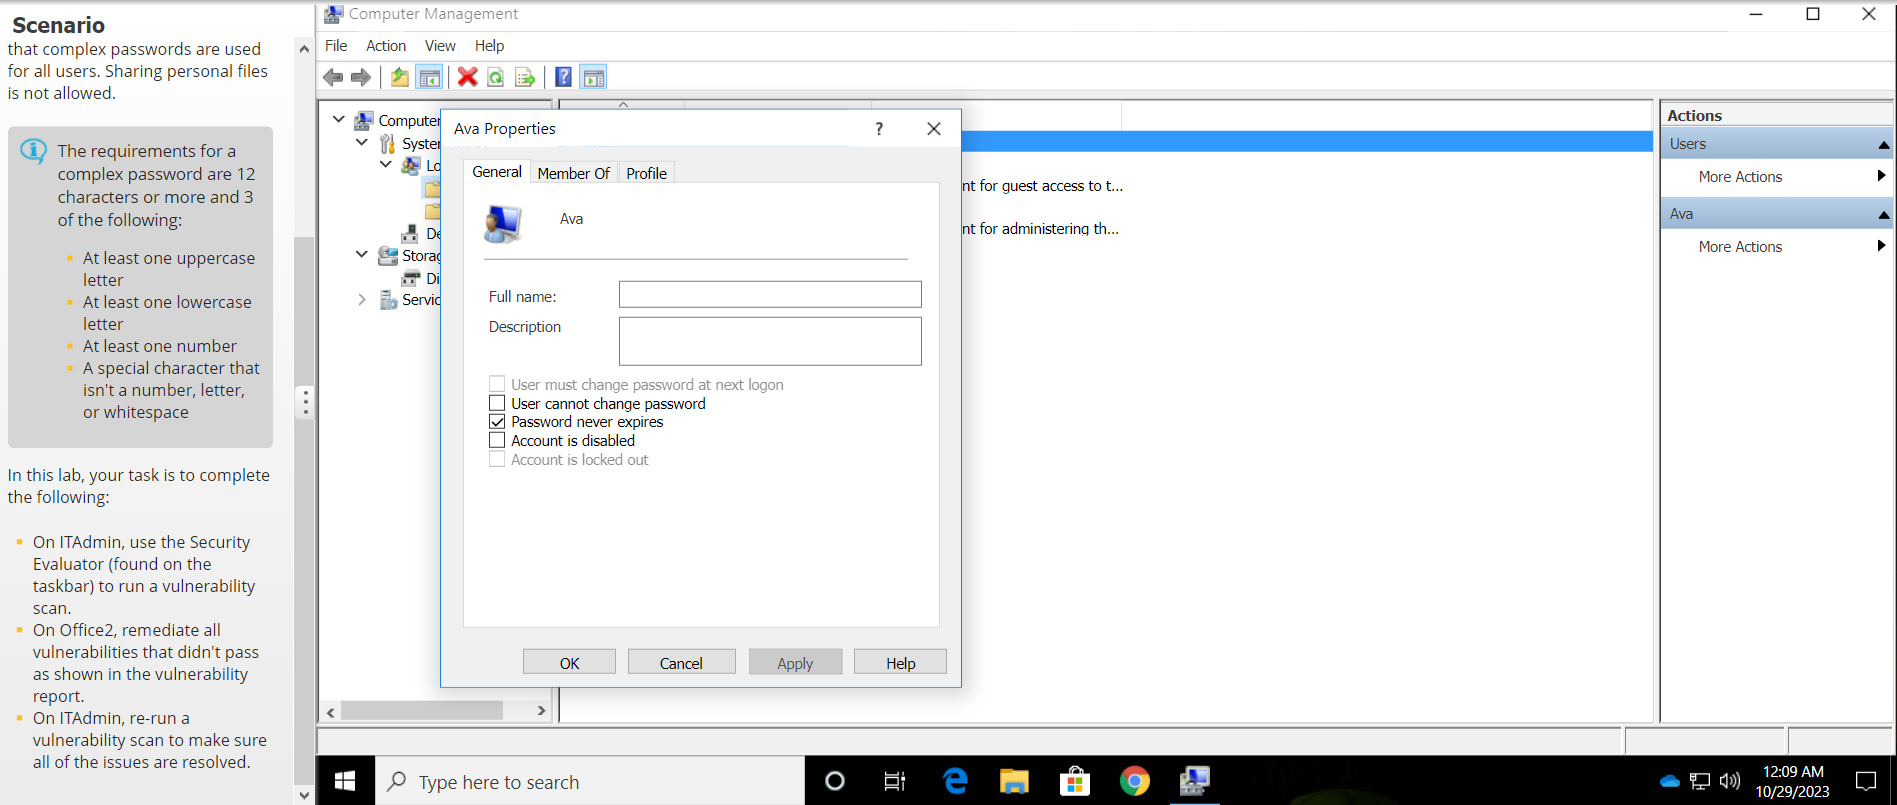 Scenario
that complex passwords are used
for all users. Sharing personal files
is not allowed.
The requirements for a
complex password are 12
characters or more and 3
of the following:
At least one uppercase
letter
At least one lowercase
letter
At least one number
A special character that
isn't a number, letter,
or whitespace
In this lab, your task is to complete
the following:
On ITAdmin, use the Security
Evaluator (found on the
taskbar) to run a vulnerability
scan.
On Office2, remediate all
vulnerabilities that didn't pass
as shown in the vulnerability
report.
On ITAdmin, re-run a
vulnerability scan to make sure
all of the issues are resolved.
Computer Management
File Action View Help
Computer
Syster
Lo
De
Storag
Di
Servic
Ava Properties
?
General Member Of Profile
Ava
Full name:
Description
User must change password at next logon
User cannot change password
Password never expires
Account is disabled
Account is locked out
OK Cancel Apply Help
nt for guest access to t...
nt for administering th...
Actions
Users
More Actions
Ava
More Actions
Type here to search
12:09 AM
10/29/2023